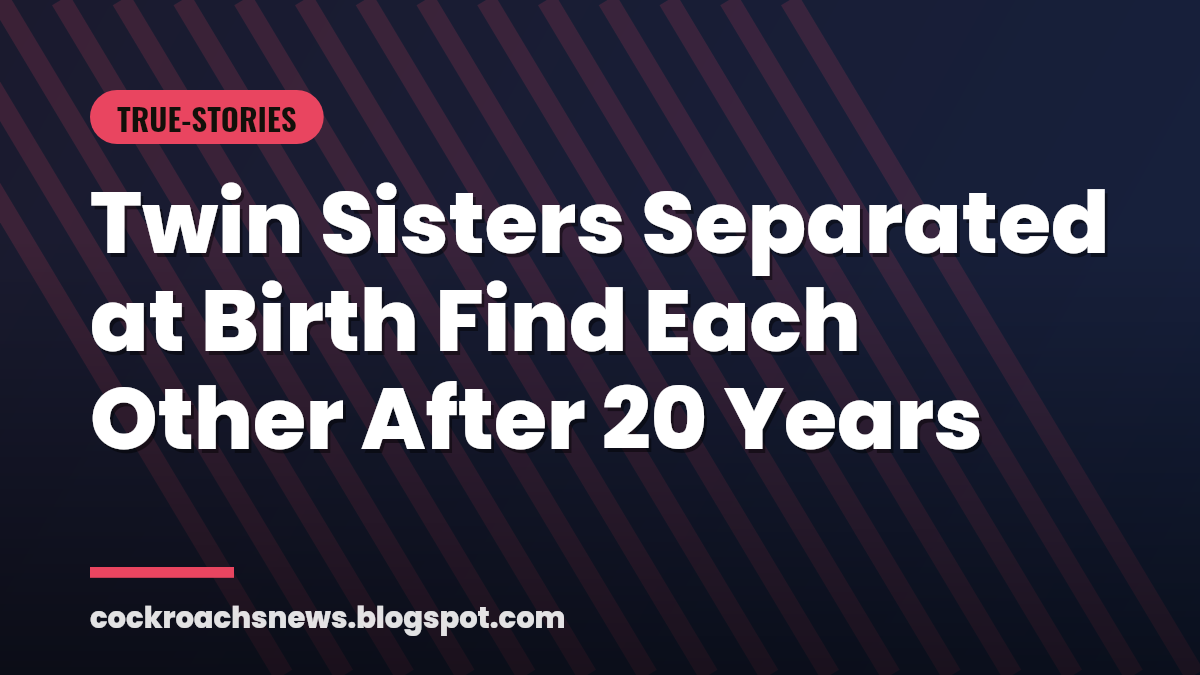 TRUE-STORIES
Twin Sisters Separated
at Birth Find Each
Other After 20 Years
cockroachsnews.blogspot.com